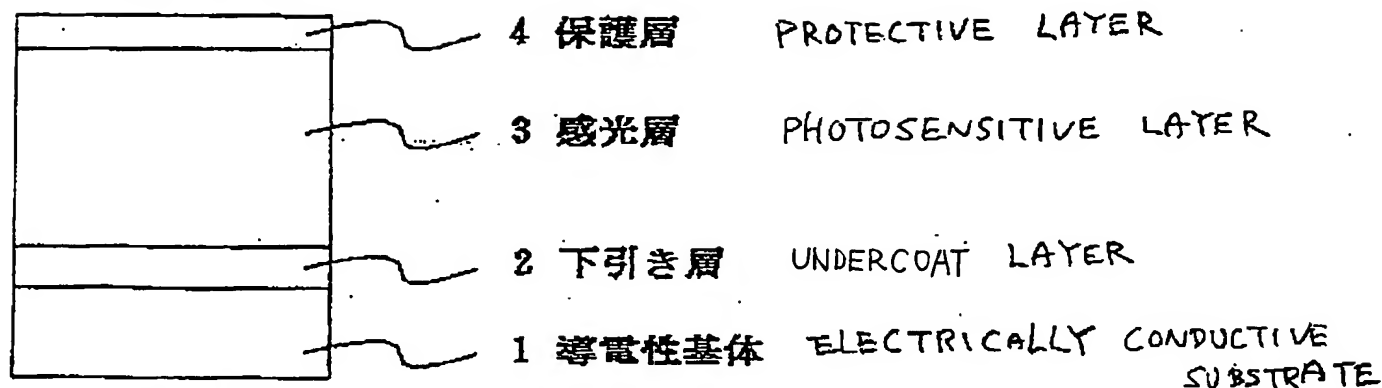 4 保護層 PROTECTIVE LAYER
3 感光層 PHOTOSENSITIVE LAYER
2 下引き層 UNDERCOAT LAYER
1 導電性基体 ELECTRICALLY CONDUCTIVE
SUBSTRATE